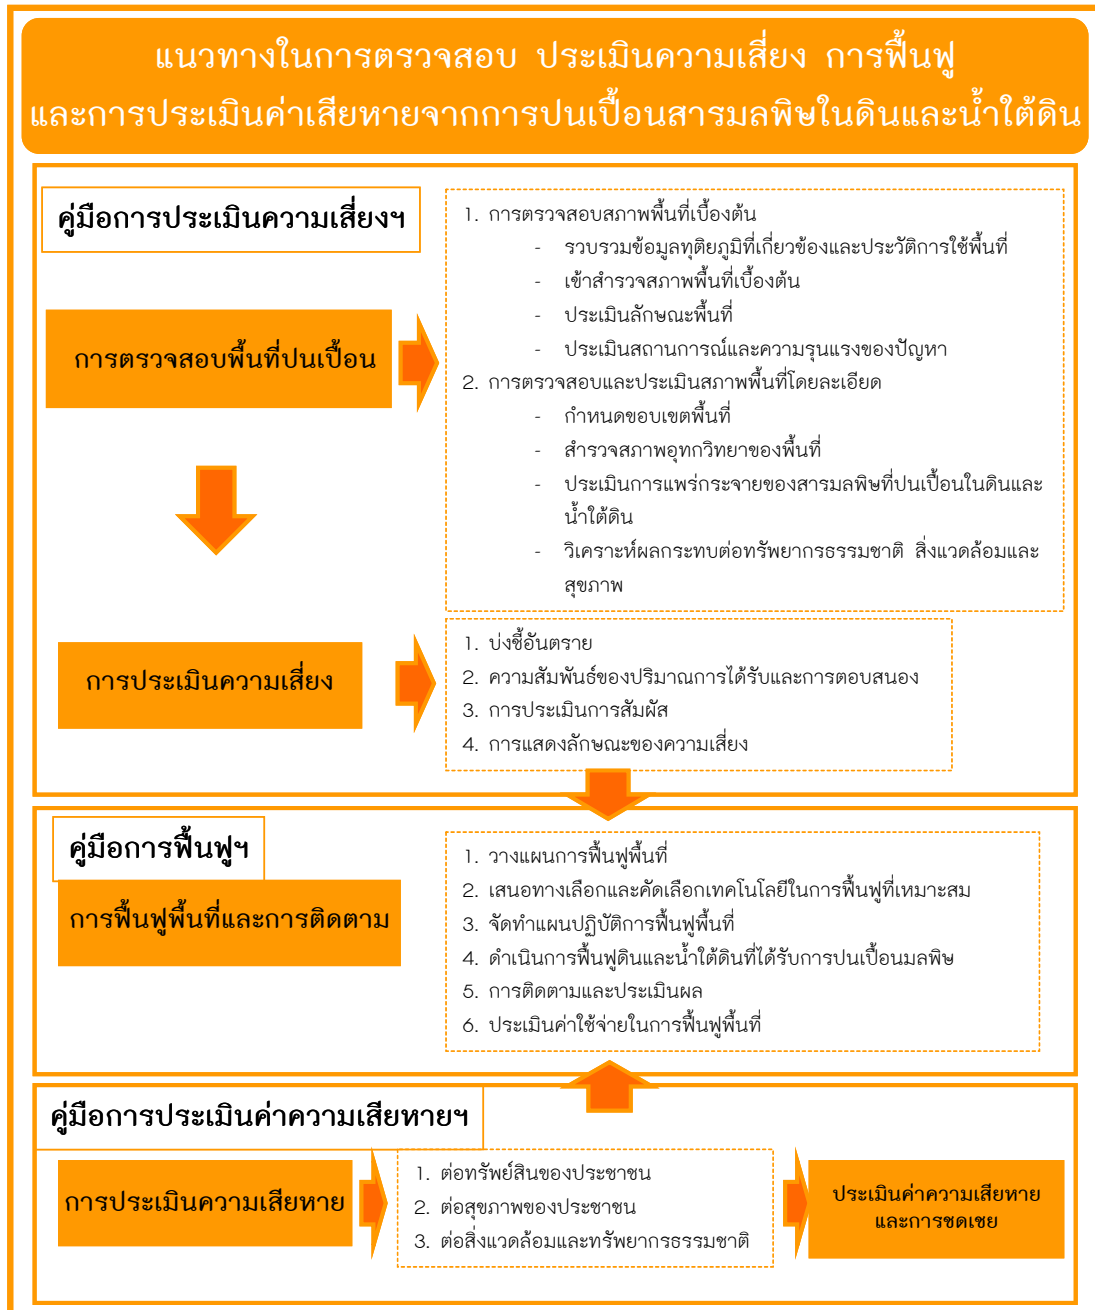 แนวทางในการตรวจสอบ ประเมินความเสี่ยง การฟื้นฟู
และการประเมินค่าเสียหายจากการปนเปื้อนสารมลพิษในดินและน้ำใต้ดิน
คู่มือการประเมินความเสี่ยงฯ
การตรวจสอบพื้นที่ปนเปื้อน
1. การตรวจสอบสภาพพื้นที่เบื้องต้น
- รวบรวมข้อมูลทุติยภูมิที่เกี่ยวข้องและประวัติการใช้พื้นที่
- เข้าสำรวจสภาพพื้นที่เบื้องต้น
- ประเมินลักษณะพื้นที่
- ประเมินสถานการณ์และความรุนแรงของปัญหา
2. การตรวจสอบและประเมินสภาพพื้นที่โดยละเอียด
- กำหนดขอบเขตพื้นที่
- สำรวจสภาพอุทกวิทยาของพื้นที่
- ประเมินการแพร่กระจายของสารมลพิษที่ปนเปื้อนในดินและ
น้ำใต้ดิน
- วิเคราะห์ผลกระทบต่อทรัพยากรธรรมชาติ สิ่งแวดล้อมและ
สุขภาพ
การประเมินความเสี่ยง
1. บ่งชี้อันตราย
2. ความสัมพันธ์ของปริมาณการได้รับและการตอบสนอง
3. การประเมินการสัมผัส
4. การแสดงลักษณะของความเสี่ยง
คู่มือการฟื้นฟูฯ
การฟื้นฟูพื้นที่และการติดตาม
1. วางแผนการฟื้นฟูพื้นที่
2. เสนอทางเลือกและคัดเลือกเทคโนโลยีในการฟื้นฟูที่เหมาะสม
3. จัดทำแผนปฏิบัติการฟื้นฟูพื้นที่
4. ดำเนินการฟื้นฟูดินและน้ำใต้ดินที่ได้รับการปนเปื้อนมลพิษ
5. การติดตามและประเมินผล
6. ประเมินค่าใช้จ่ายในการฟื้นฟูพื้นที่
คู่มือการประเมินค่าความเสียหายฯ
การประเมินความเสียหาย
1. ต่อทรัพย์สินของประชาชน
2. ต่อสุขภาพของประชาชน
3. ต่อสิ่งแวดล้อมและทรัพยากรธรรมชาติ
ประเมินค่าความเสียหาย
และการชดเชย